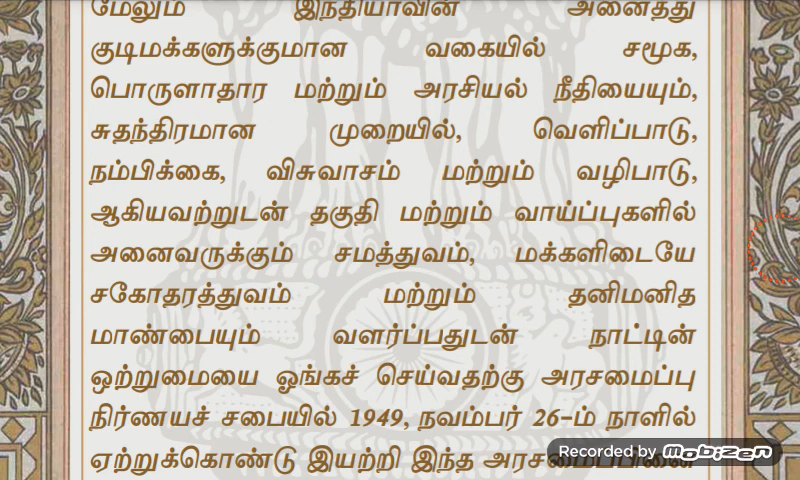 மேலும் இந்தியாவின் அனைத்து
குடிமக்களுக்குமான வகையில் சமூக,
பொருளாதார மற்றும் அரசியல் நீதியையும்,
சுதந்திரமான முறையில், வெளிப்பாடு,
நம்பிக்கை, விசுவாசம் மற்றும் வழிபாடு,
ஆகியவற்றுடன் தகுதி மற்றும் வாய்ப்புகளில்
அனைவருக்கும் சமத்துவம், மக்களிடையே
சகோதரத்துவம் மற்றும் தனிமனித
மாண்பையும் வளர்ப்பதுடன் நாட்டின்
ஒற்றுமையை ஓங்கச் செய்வதற்கு அரசமைப்பு
நிர்ணயச் சபையில் 1949, நவம்பர் 26-ம் நாளில்
ஏற்றுக்கொண்டு இயற்றி இந்த
Recorded by Mobizen